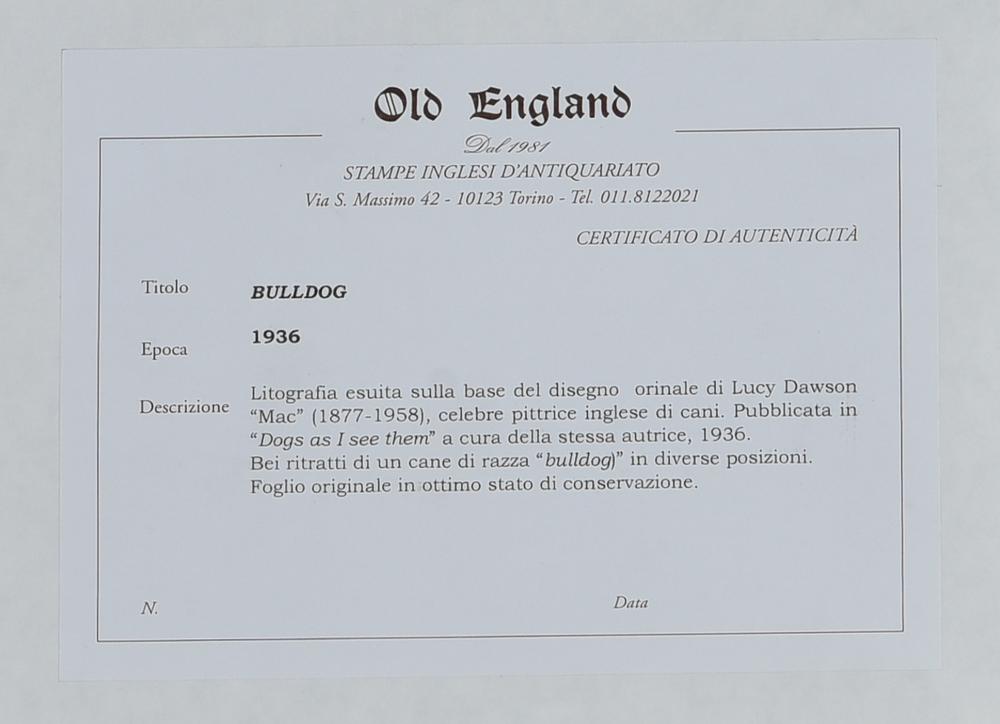 Old England
Dal 1981
STAMPE INGLESI D'ANTIQUARIATO
Via S. Massimo 42 - 10123 Torino - Tel. 011.8122021
CERTIFICATO DI AUTENTICITÀ
Titolo BULLDOG
Epoca 1936
Descrizione Litografia esuita sulla base del disegno orinale di Lucy Dawson
“Mac” (1877-1958), celebre pittrice inglese di cani. Pubblicata in
“Dogs as I see them” a cura della stessa autrice, 1936.
Bei ritratti di un cane di razza “bulldog)” in diverse posizioni.
Foglio originale in ottimo stato di conservazione.
N. Data